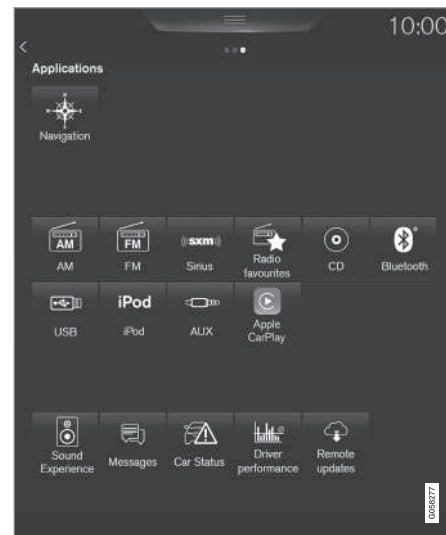 10:00
Applications
Navigation
AM
FM
sxm
AM
FM
Sirius
Radio
favourites
CD
Bluetooth
iPod
USB
iPod
AUX
Apple
CarPlay
Sound
Experience
Messages
Car Status
Driver
performance
Remote
updates
G058277